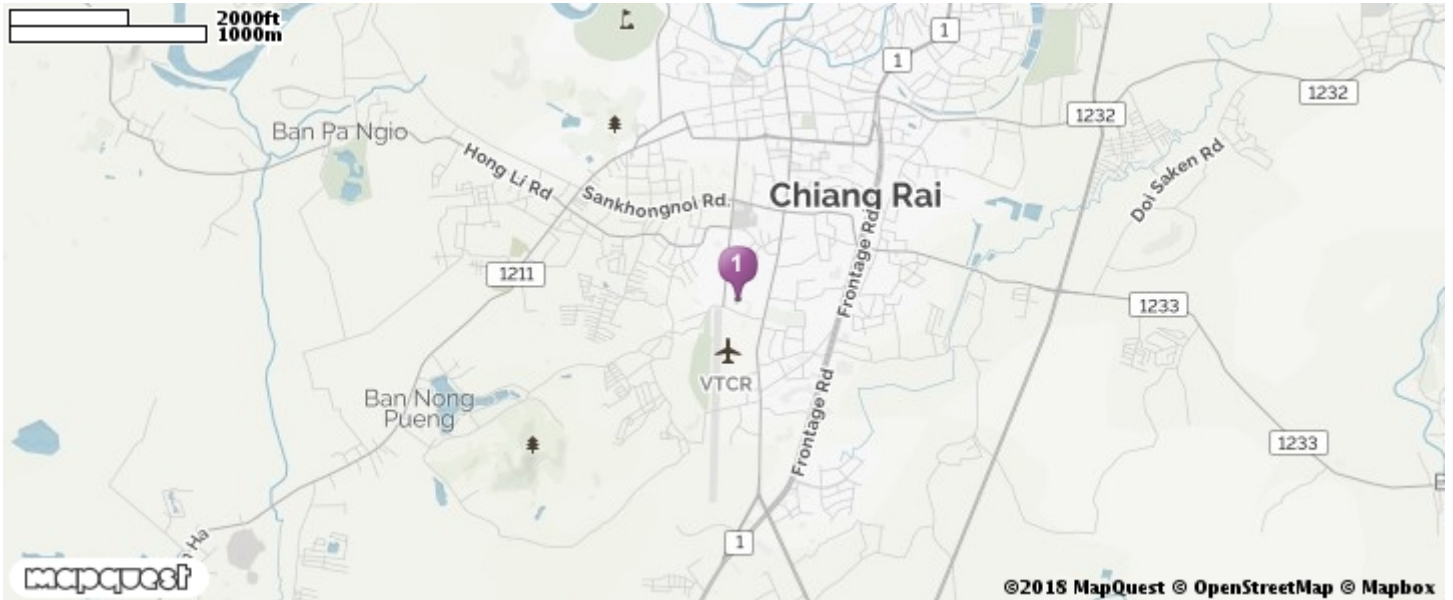 2000ft
1000m
1
1
1232
1232
Ban Pa Ngio
Hong Li Rd
Sankhongnoi Rd.
Chiang Rai
Doi Saken Rd
1
1211
Frontage Rd
1233
VTCR
Ban Nong
Pueng
Frontage Rd
1233
1
Ha
mapquest
©2018 MapQuest © OpenStreetMap © Mapbox